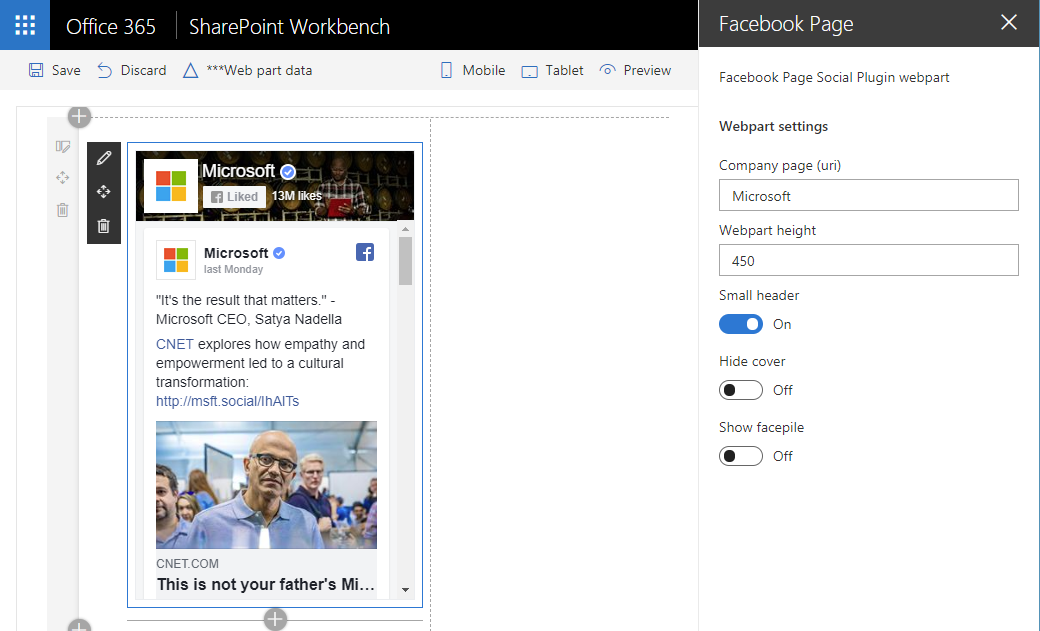 Office 365
SharePoint Workbench
Facebook Page
Save
Discard
***Web part data
Mobile
Tablet
Preview
Microsoft
Liked
13M likes
Microsoft
last Monday
"It's the result that matters." -
Microsoft CEO, Satya Nadella
CNET explores how empathy and
empowerment led to a cultural
transformation:
http://msft.social/IhAITs
CNET.COM
This is not your father's Mi...
Facebook Page Social Plugin webpart
Webpart settings
Company page (uri)
Microsoft
Webpart height
450
Small header
On
Hide cover
Off
Show facepile
Off